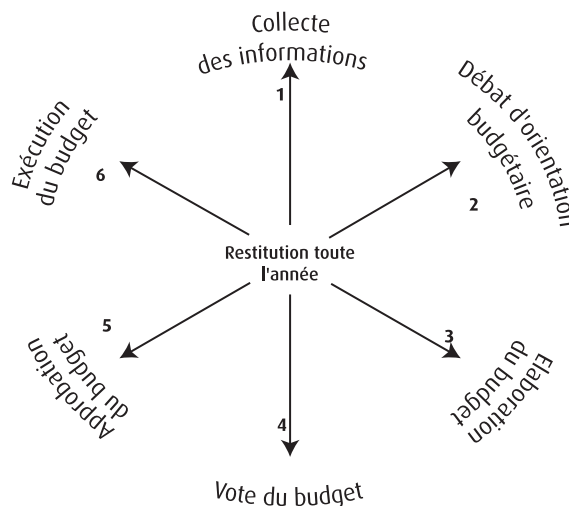 Collecte
des informations
1
Débat d'orientation
budgétaire
2
3
Elaboration
du budget
4
Vote du budget
5
Approbation
du budget
6
Exécution
du budget
Restitution toute
l'année